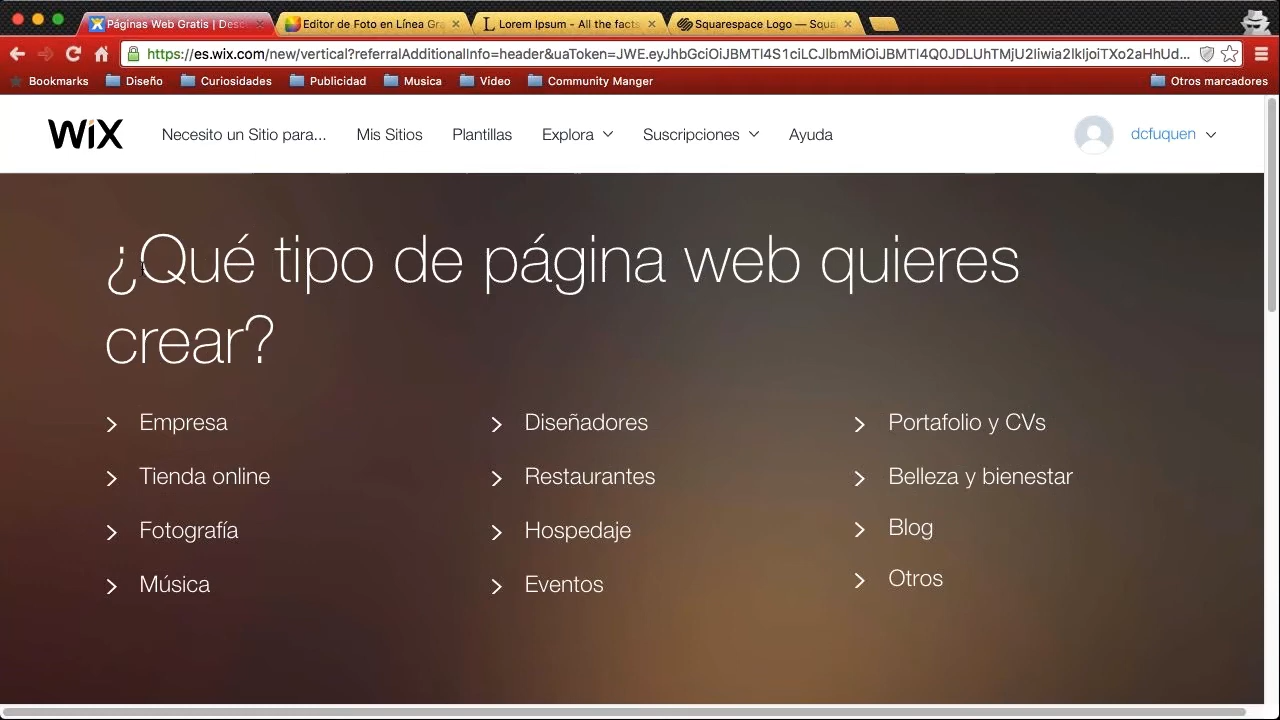 Páginas Web Gratis | Desc
Editor de Foto en Línea Gra
Lorem Ipsum - All the facts
Squarespace Logo — Squa
https://es.wix.com/new/vertical?referralAdditionalInfo=header&uaToken=
Bookmarks
Diseño
Curiosidades
Publicidad
Musica
Video
Community Manger
Otros marcadores
WiX
Necesito un Sitio para...
Mis Sitios
Plantillas
Explora
Suscripciones
Ayuda
dcfuquen
¿Qué tipo de página web quieres
crear?
Empresa
Diseñadores
Portafolio y CVs
Tienda online
Restaurantes
Belleza y bienestar
Fotografía
Hospedaje
Blog
Música
Eventos
Otros